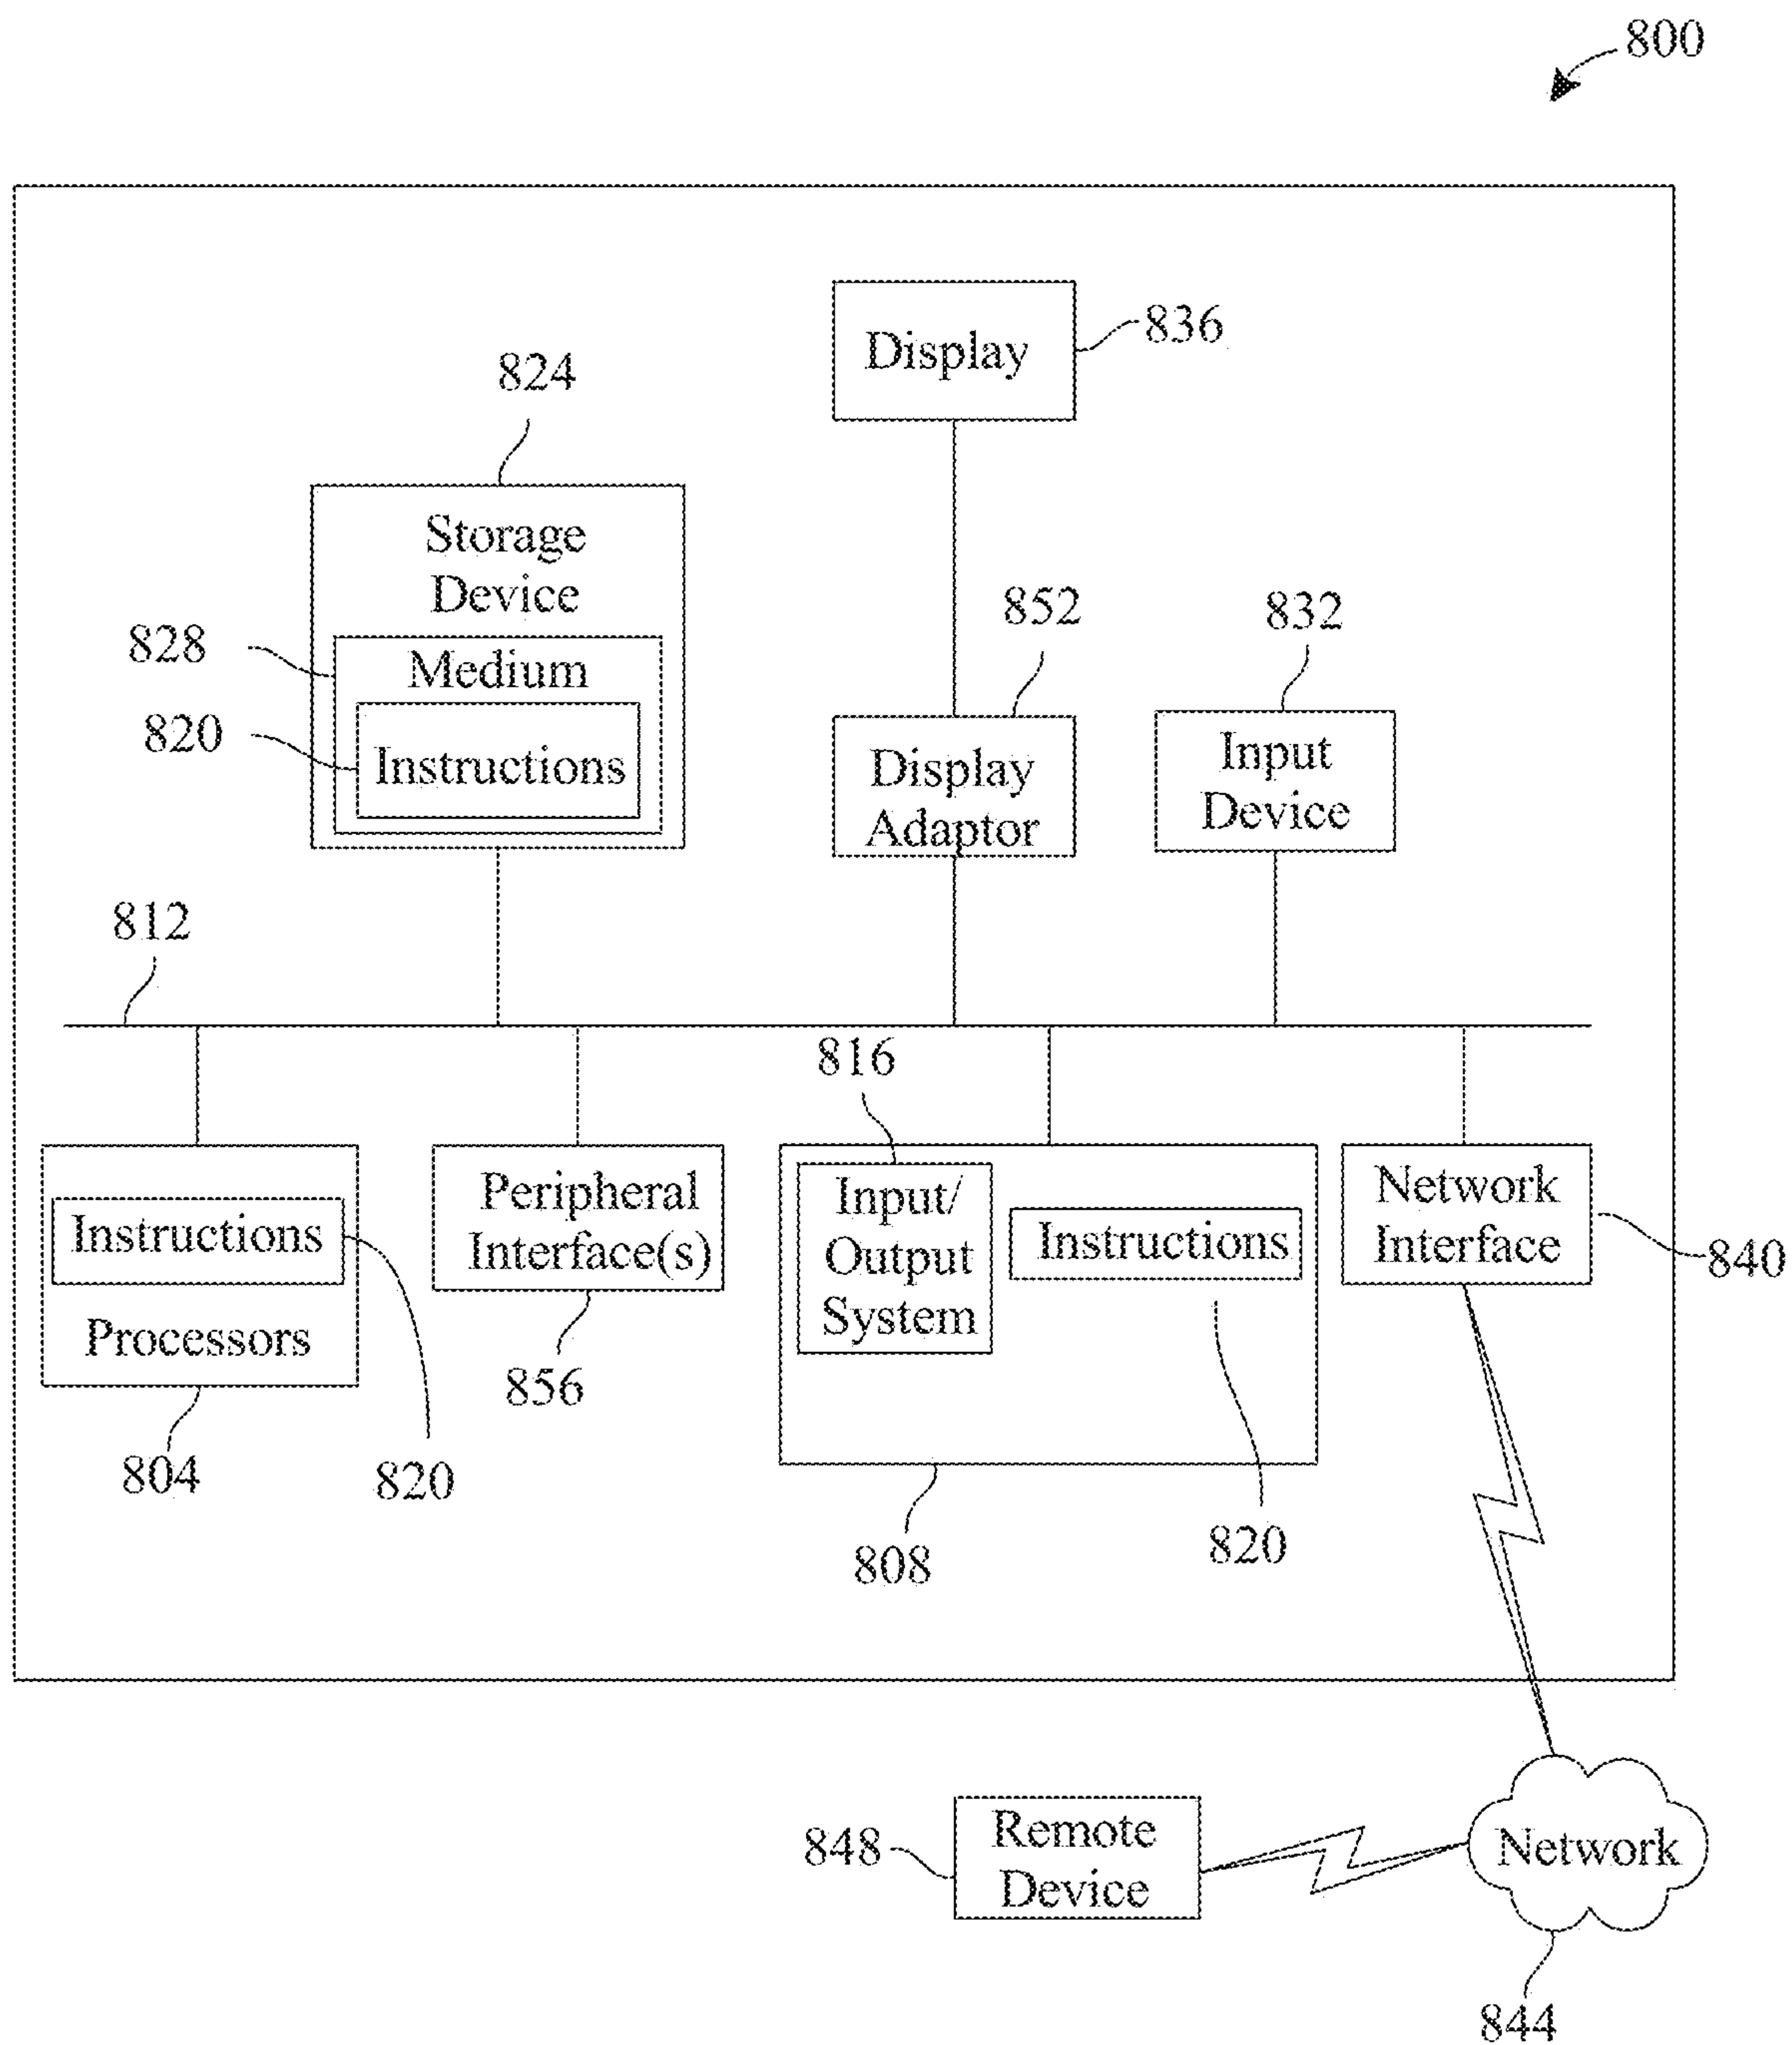 800
Display
836
824
Storage
Device
828
Medium
820
Instructions
852
Display
Adaptor
832
Input
Device
812
816
Instructions
Processors
804
820
Peripheral
Interface(s)
856
Input/
Output
System
Instructions
808
820
Network
Interface
840
848
Remote
Device
Network
844